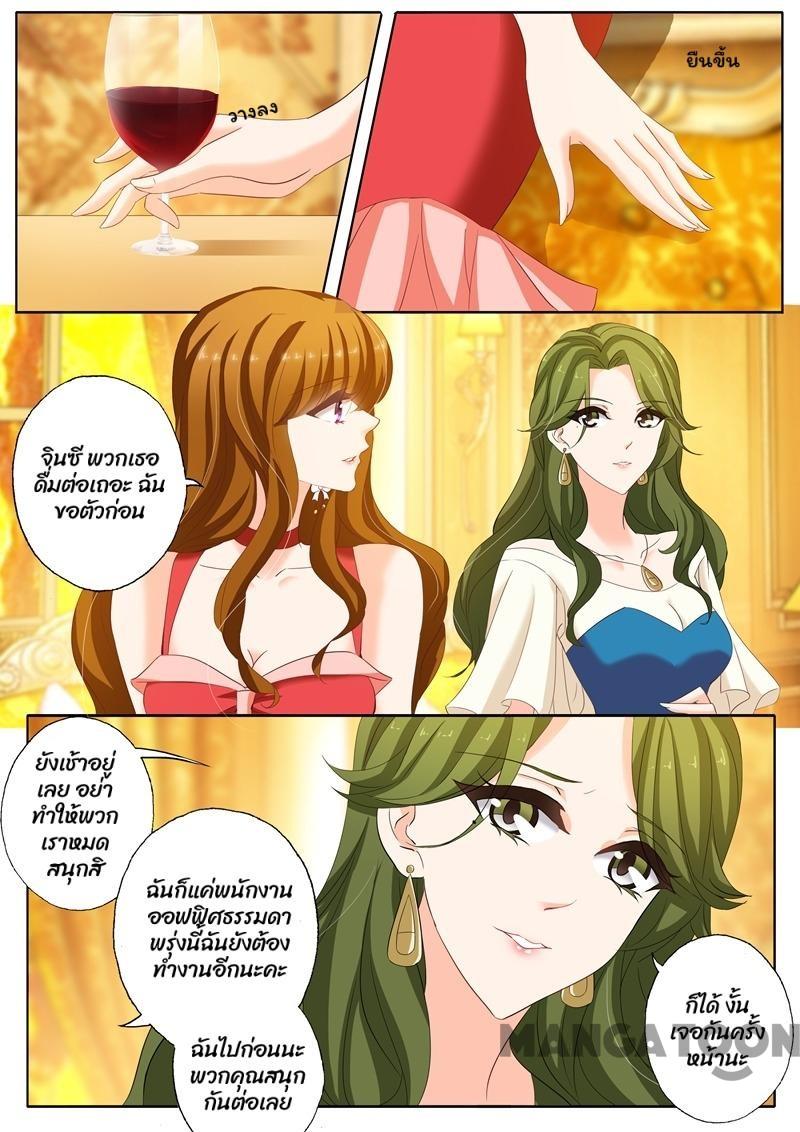 วางลง
ยืนขึ้น
จินซี พวกเธอ
ดื่มต่อเถอะ ฉัน
ขอตัวก่อน
ยังเช้าอยู่
เลย อย่า
ทำให้พวก
เราหมด
สนุกสิ
ฉันก็แค่พนักงาน
ออฟฟิศธรรมดา
พรุ่งนี้ฉันยังต้อง
ทำงานอีกนะคะ
ฉันไปก่อนนะ
พวกคุณสนุก
กันต่อเลย
ก็ได้ งั้น
เจอกันครั้ง
หน้านะ
MANGATOON